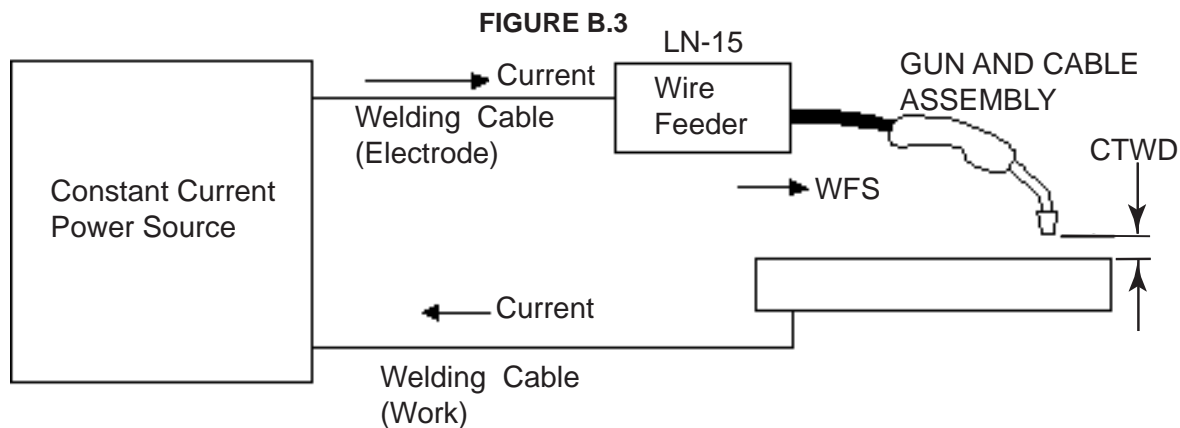 FIGURE B.3
LN-15
Current
Wire
Feeder
GUN AND CABLE
ASSEMBLY
Welding Cable
(Electrode)
CTWD
Constant Current
Power Source
WFS
Current
Welding Cable
(Work)